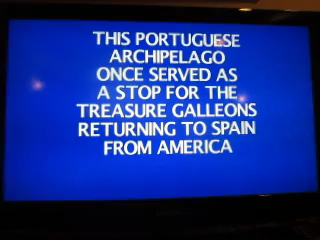 THIS PORTUGUESE
ARCHIPELAGO
ONCE SERVED AS
A STOP FOR THE
TREASURE GALLEONS
RETURNING TO SPAIN
FROM AMERICA